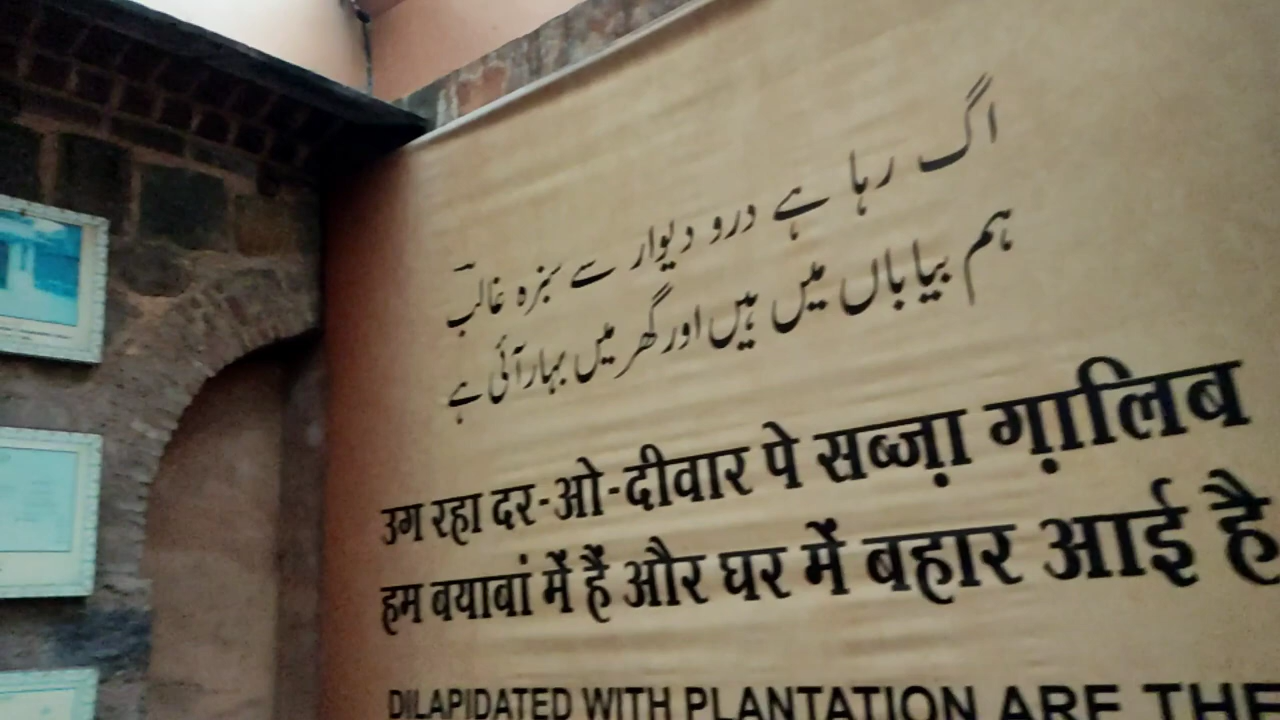 اگ رہا ہے درو دیوار سے سبزہ غالبؔ
ہم بیاباں میں ہیں اور گھر میں بہار آئی ہے
उग रहा दर-ओ-दीवार पे सब्ज़ा ग़ालिब
हम बयाबां में हैं और घर में बहार आई है
DILAPIDATED WITH PLANTATION ARE THE